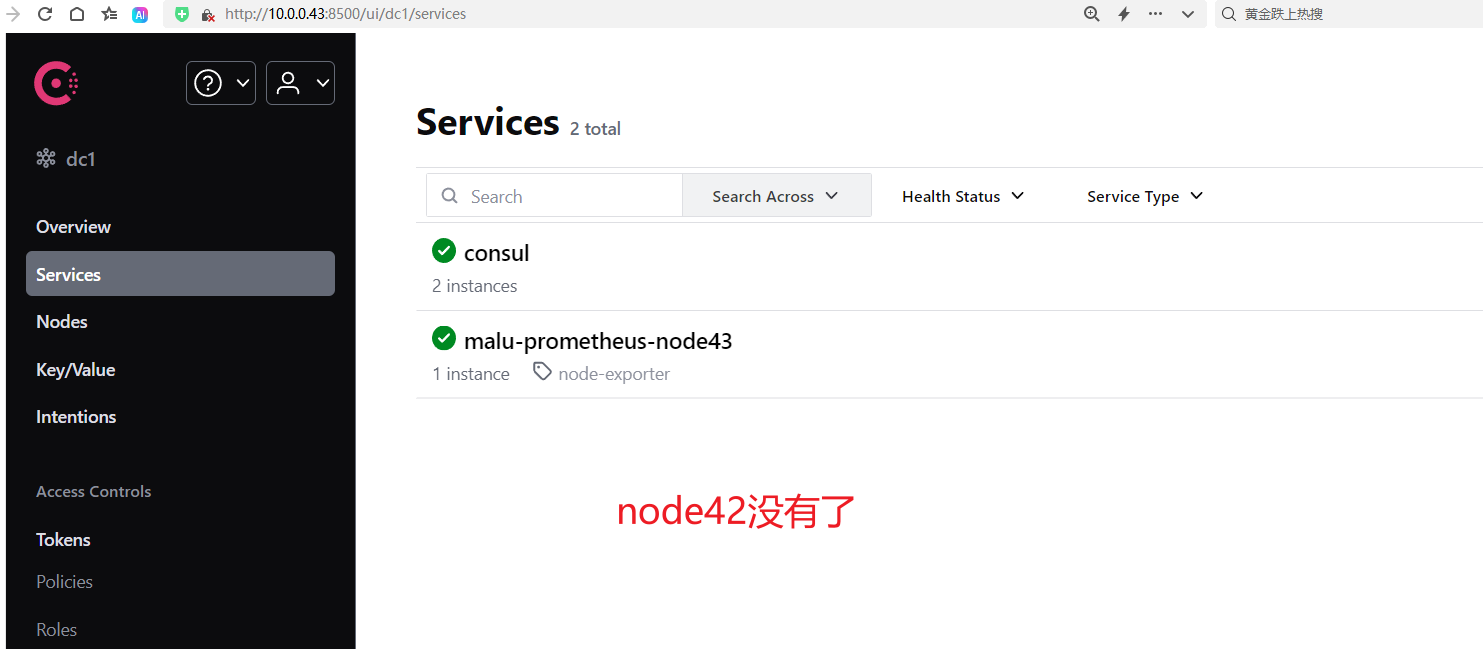 AI
http://10.0.0.43:8500/ui/dc1/services
黄金跌上热搜
dc1
Overview
Services
Nodes
Key/Value
Intentions
Access Controls
Tokens
Policies
Roles
Services 2 total
Search
Search Across
Health Status
Service Type
consul
2 instances
malu-prometheus-node43
1 instance node-exporter
node42没有了